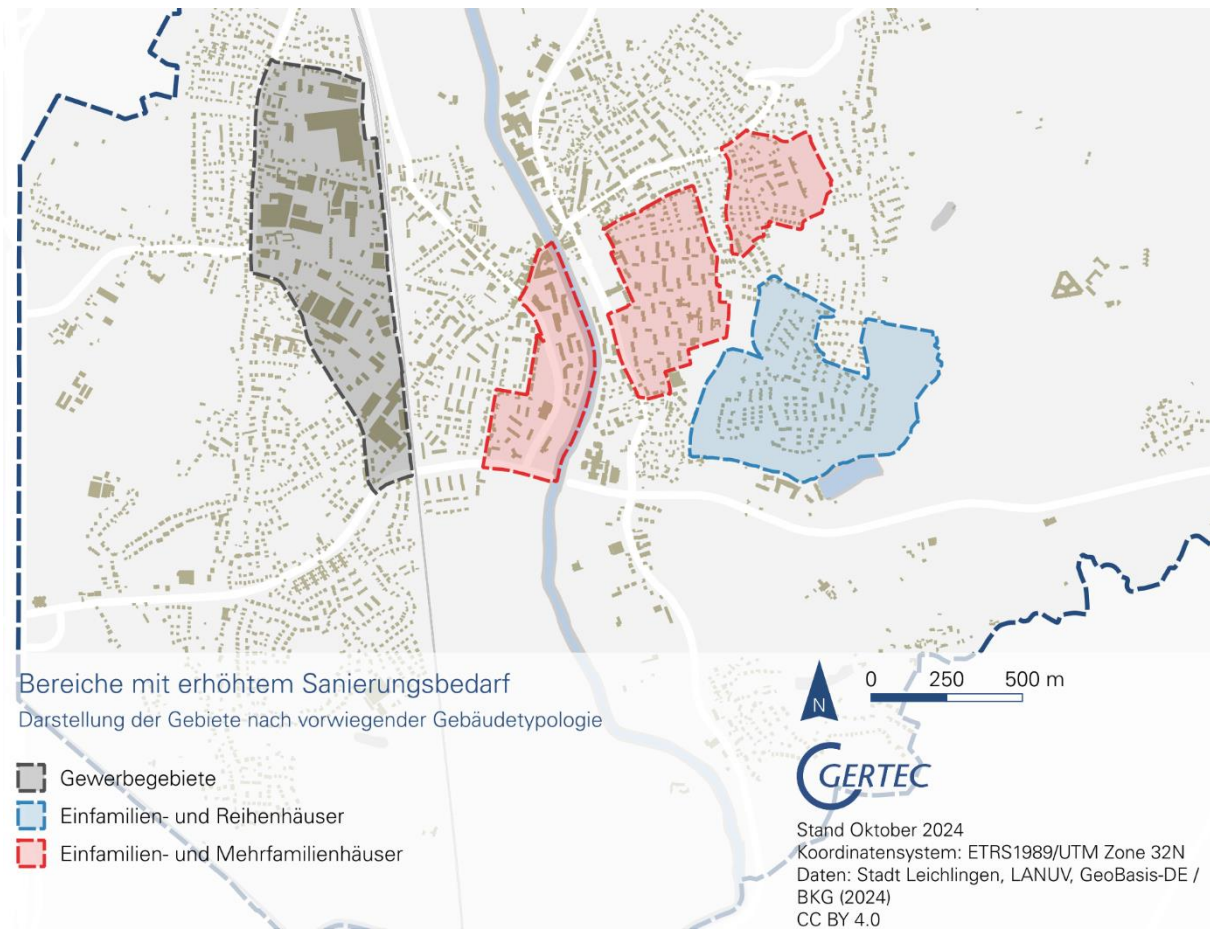 Bereiche mit erhöhtem Sanierungsbedarf
Darstellung der Gebiete nach vorwiegender Gebäudetypologie
Gewerbegebiete
Einfamilien- und Reihenhäuser
Einfamilien- und Mehrfamilienhäuser
N
0 250 500 m
GERTEC
Stand Oktober 2024
Koordinatensystem: ETRS1989/UTM Zone 32N
Daten: Stadt Leichlingen, LANUV, GeoBasis-DE /
BKG (2024)
CC BY 4.0